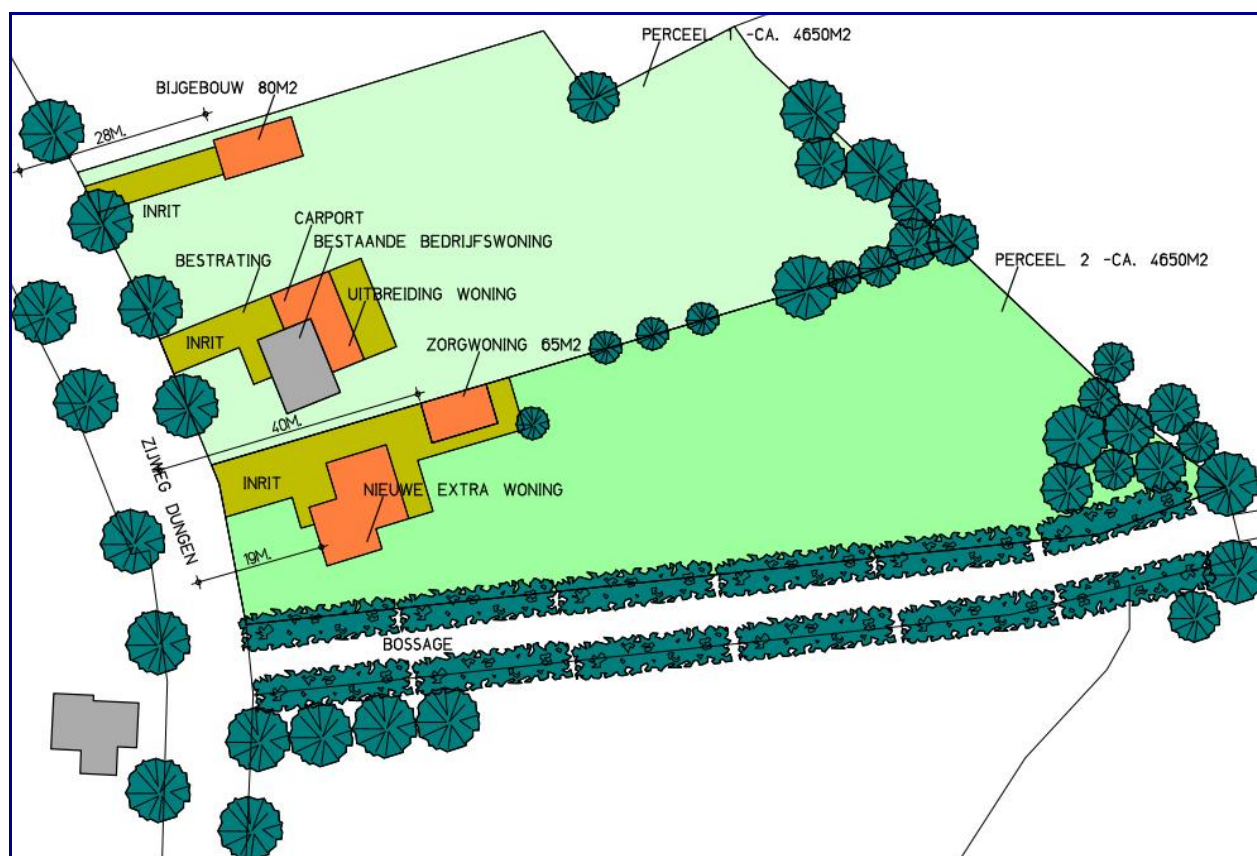 PERCEEL 1 -CA. 4650M2
BIJGEBOUW 80M2
28M.
INRIT
CARPORT
BESTAANDE BEDRIJFSWONING
BESTRATING
PERCEEL 2 -CA. 4650M2
UITBREIDING WONING
INRIT
ZORGWONING 65M2
40M.
ZIJWEG DUNGEN
INRIT
NIEUWE EXTRA WONING
19M.
BOSSAGE